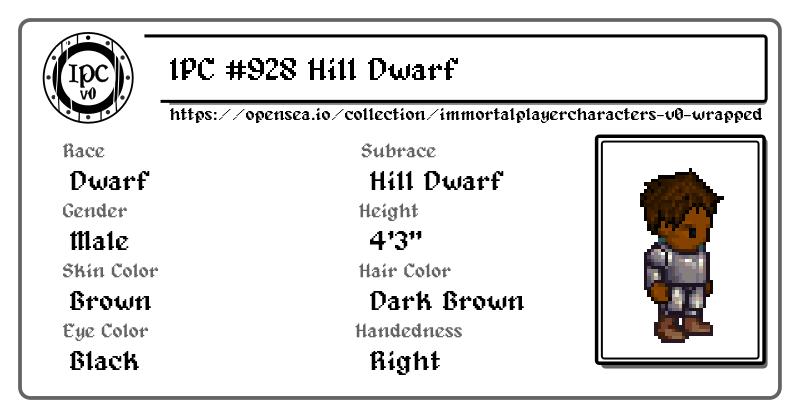 IPC
v0
IPC #928 Hill Dwarf
https://opensea.io/collection/immortalplayercharacters-v0-wrapped
Race
Dwarf
Subrace
Hill Dwarf
Gender
Male
Height
4'3"
Skin Color
Brown
Hair Color
Dark Brown
Eye Color
Black
Handedness
Right